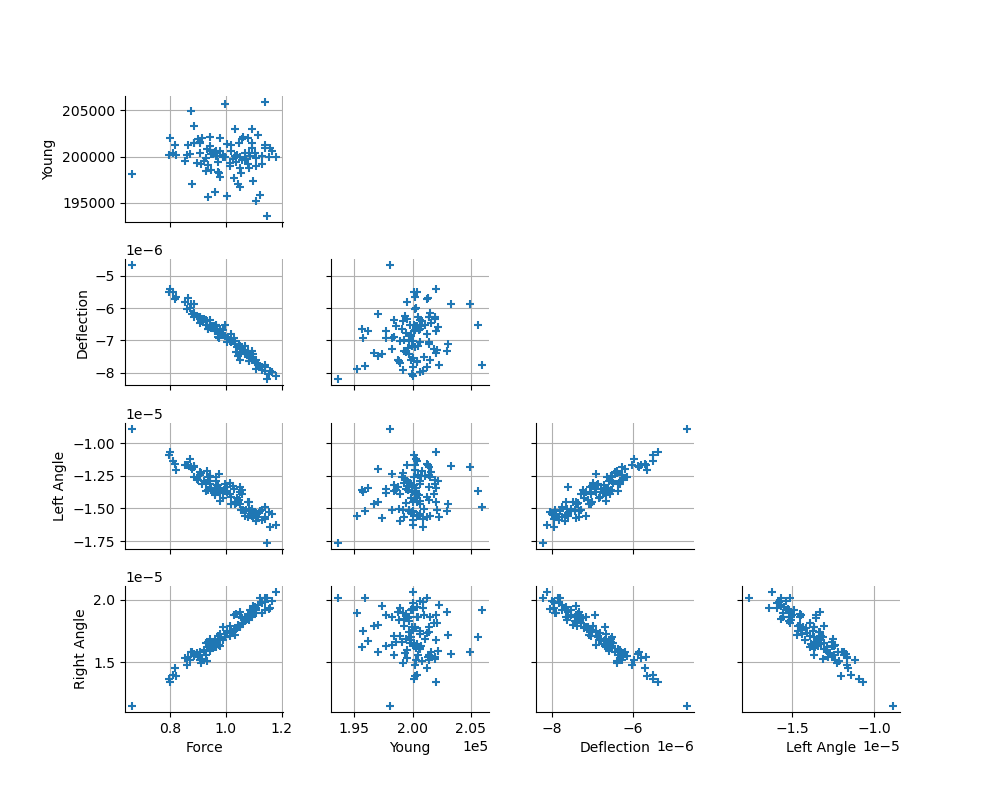 205000
200000
195000
Young
1e−6
−5
−6
−7
−8
Deflection
1e−5
−1.00
−1.25
−1.50
−1.75
Left Angle
1e−5
2.0
1.5
Right Angle
0.8 1.0 1.2
Force
1.95 2.00 2.05
Young 1e5
−8 −6
Deflection 1e−6
−1.5 −1.0
Left Angle 1e−5